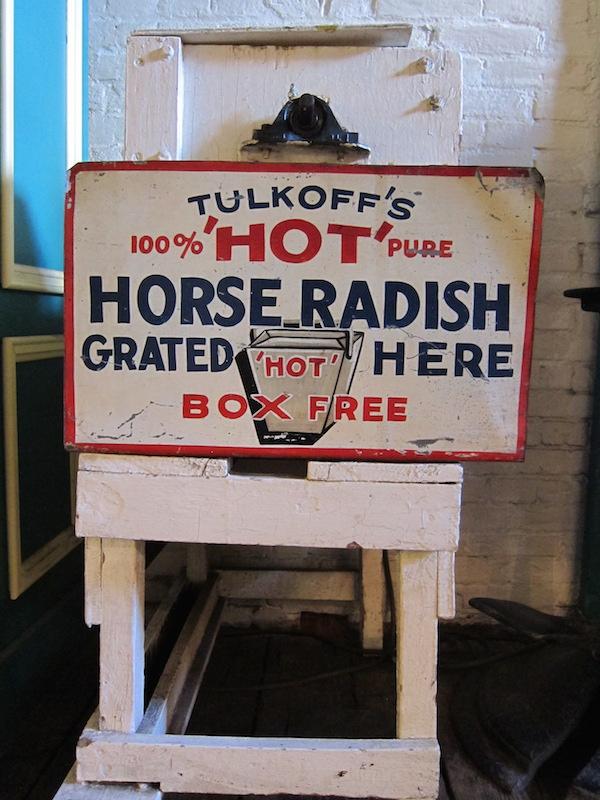 TULKOFF'S
100% 'HOT' PURE
HORSE RADISH
GRATED 'HOT' HERE
BOX FREE